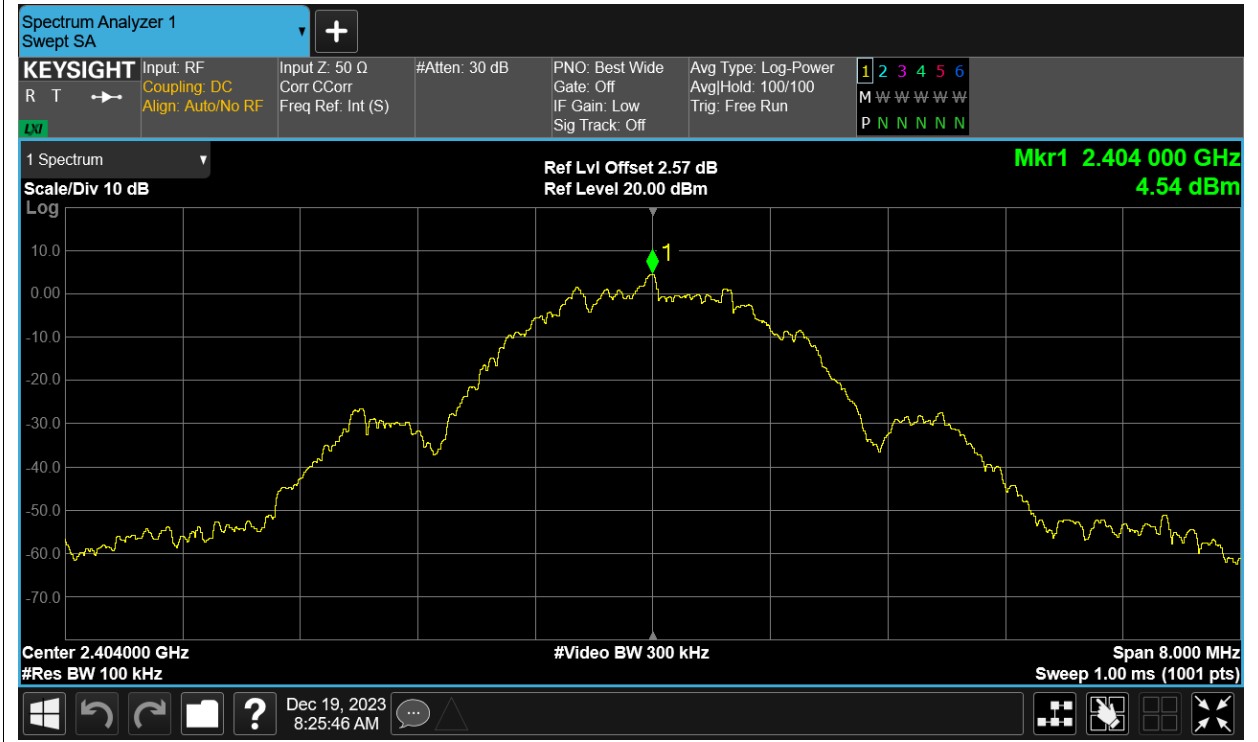 Spectrum Analyzer 1
Swept SA
KEYSIGHT
R T
LXI
Input: RF
Coupling: DC
Align: Auto/No RF
Input Z: 50 Ω
Corr CCorr
Freq Ref: Int (S)
#Atten: 30 dB
PNO: Best Wide
Gate: Off
IF Gain: Low
Sig Track: Off
Avg Type: Log-Power
Avg|Hold: 100/100
Trig: Free Run
1 2 3 4 5 6
M W W W W W W
P N N N N N
1 Spectrum
Scale/Div 10 dB
Log
Ref Lvl Offset 2.57 dB
Ref Level 20.00 dBm
Mkr1 2.404 000 GHz
4.54 dBm
1
10.0
0.00
-10.0
-20.0
-30.0
-40.0
-50.0
-60.0
-70.0
Center 2.404000 GHz
#Res BW 100 kHz
#Video BW 300 kHz
Span 8.000 MHz
Sweep 1.00 ms (1001 pts)
?
Dec 19, 2023
8:25:46 AM